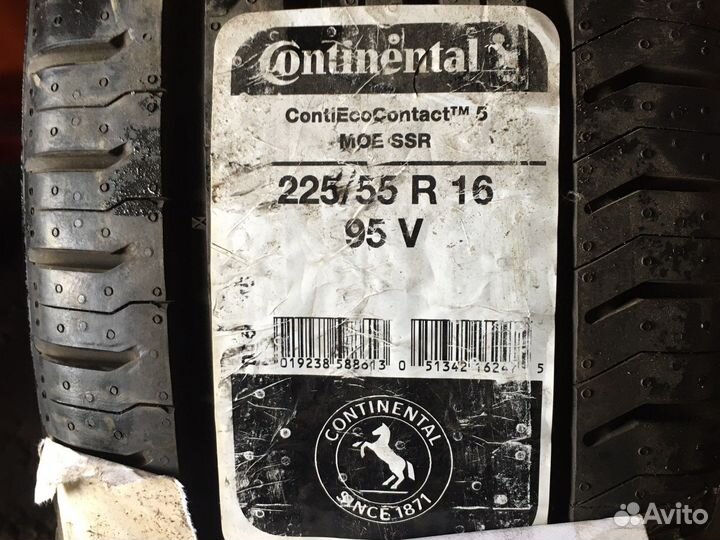 Continental
ContiEcoContact™ 5
MOE SSR
225/55 R 16
95 V
019238 588613 0 51342 16247 5
CONTINENTAL
SINCE 1871
Avito